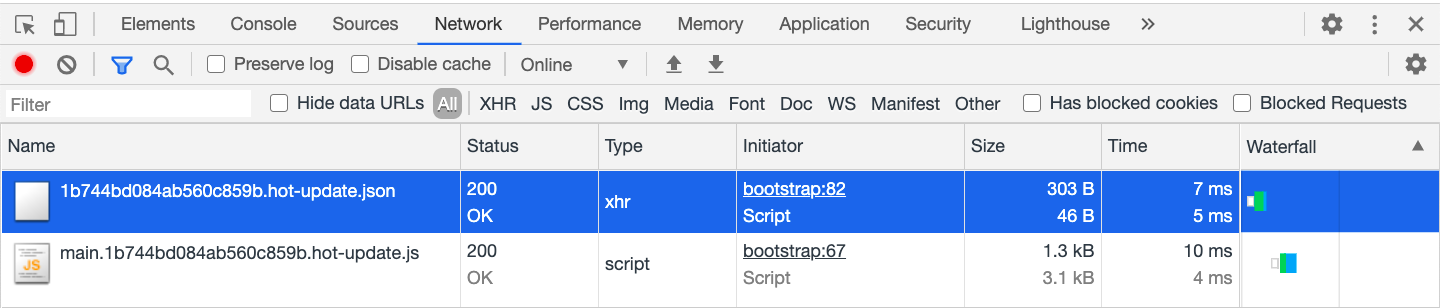 Elements Console Sources Network Performance Memory Application Security Lighthouse »
Preserve log Disable cache Online ▼
Filter Hide data URLs All XHR JS CSS Img Media Font Doc WS Manifest Other Has blocked cookies Blocked Requests
Name Status Type Initiator Size Time Waterfall ▲
1b744bd084ab560c859b.hot-update.json 200 xhr bootstrap:82 303 B 7 ms
OK Script 46 B 5 ms
main.1b744bd084ab560c859b.hot-update.js 200 script bootstrap:67 1.3 kB 10 ms
JS OK Script 3.1 kB 4 ms